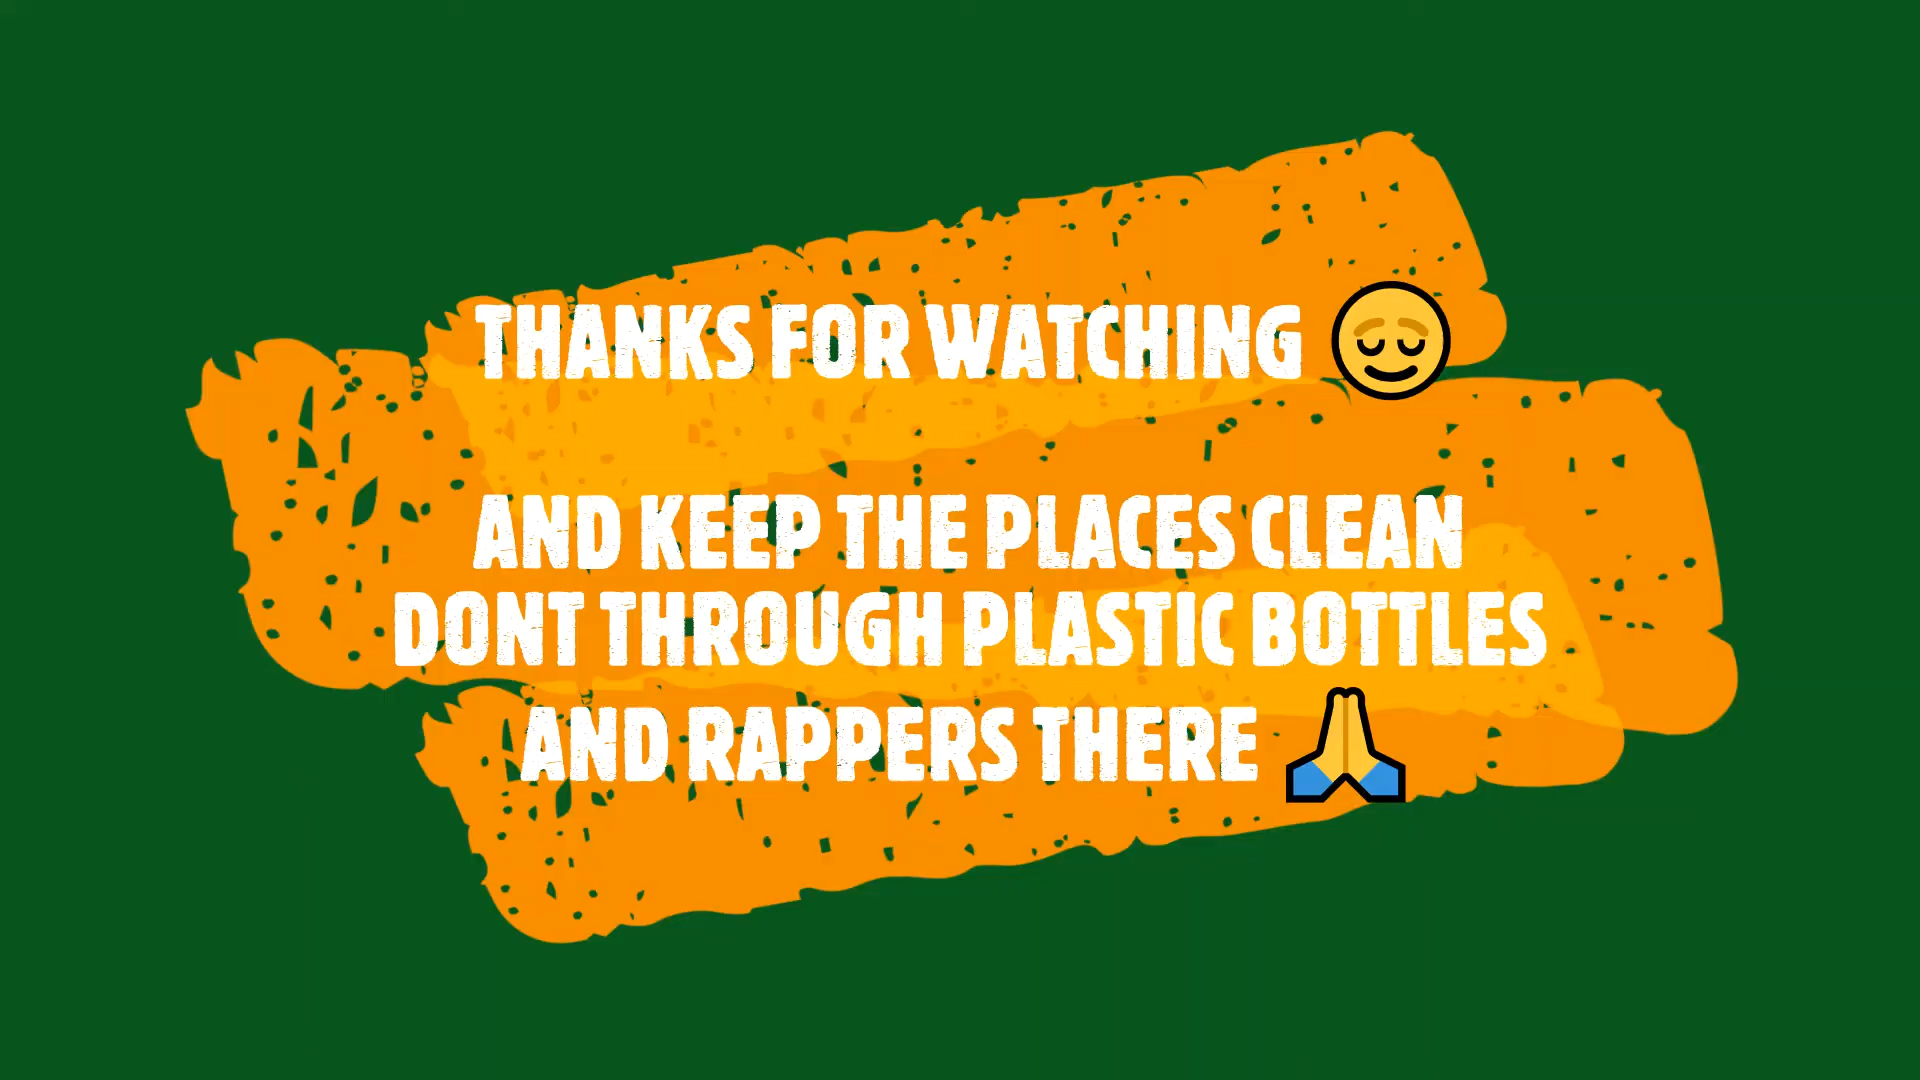 THANKS FOR WATCHING 😌
AND KEEP THE PLACES CLEAN
DONT THROUGH PLASTIC BOTTLES
AND RAPPERS THERE 🙏